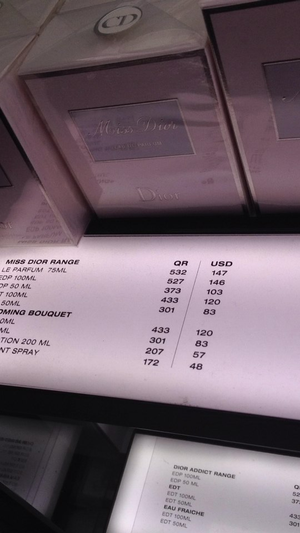 CD
Miss Dior
Dior
MISS DIOR RANGE QR USD
LE PARFUM 75ML 532 147
EDP 100ML 527 146
DP 50 ML 373 103
T 100ML 433 120
50ML 301 83
OMING BOUQUET
0ML 433 120
ML 301 83
TION 200 ML 207 57
NT SPRAY 172 48
DIOR ADDICT RANGE
EDP 100ML
EDP 50 ML
EDT
EDT 100ML
EDT 50ML
EAU FRAICHE
EDT 100ML
EDT 50ML